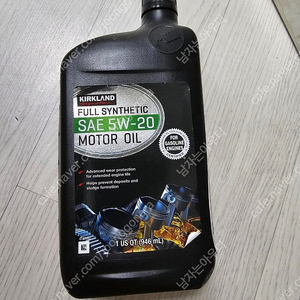 KIRKLAND
FULL SYNTHETIC
SAE 5W-20
MOTOR OIL
FOR
GASOLINE
ENGINES
• Advanced wear protection
for extended engine life
• Helps prevent deposits and
sludge formation
1 US QT (946 mL)